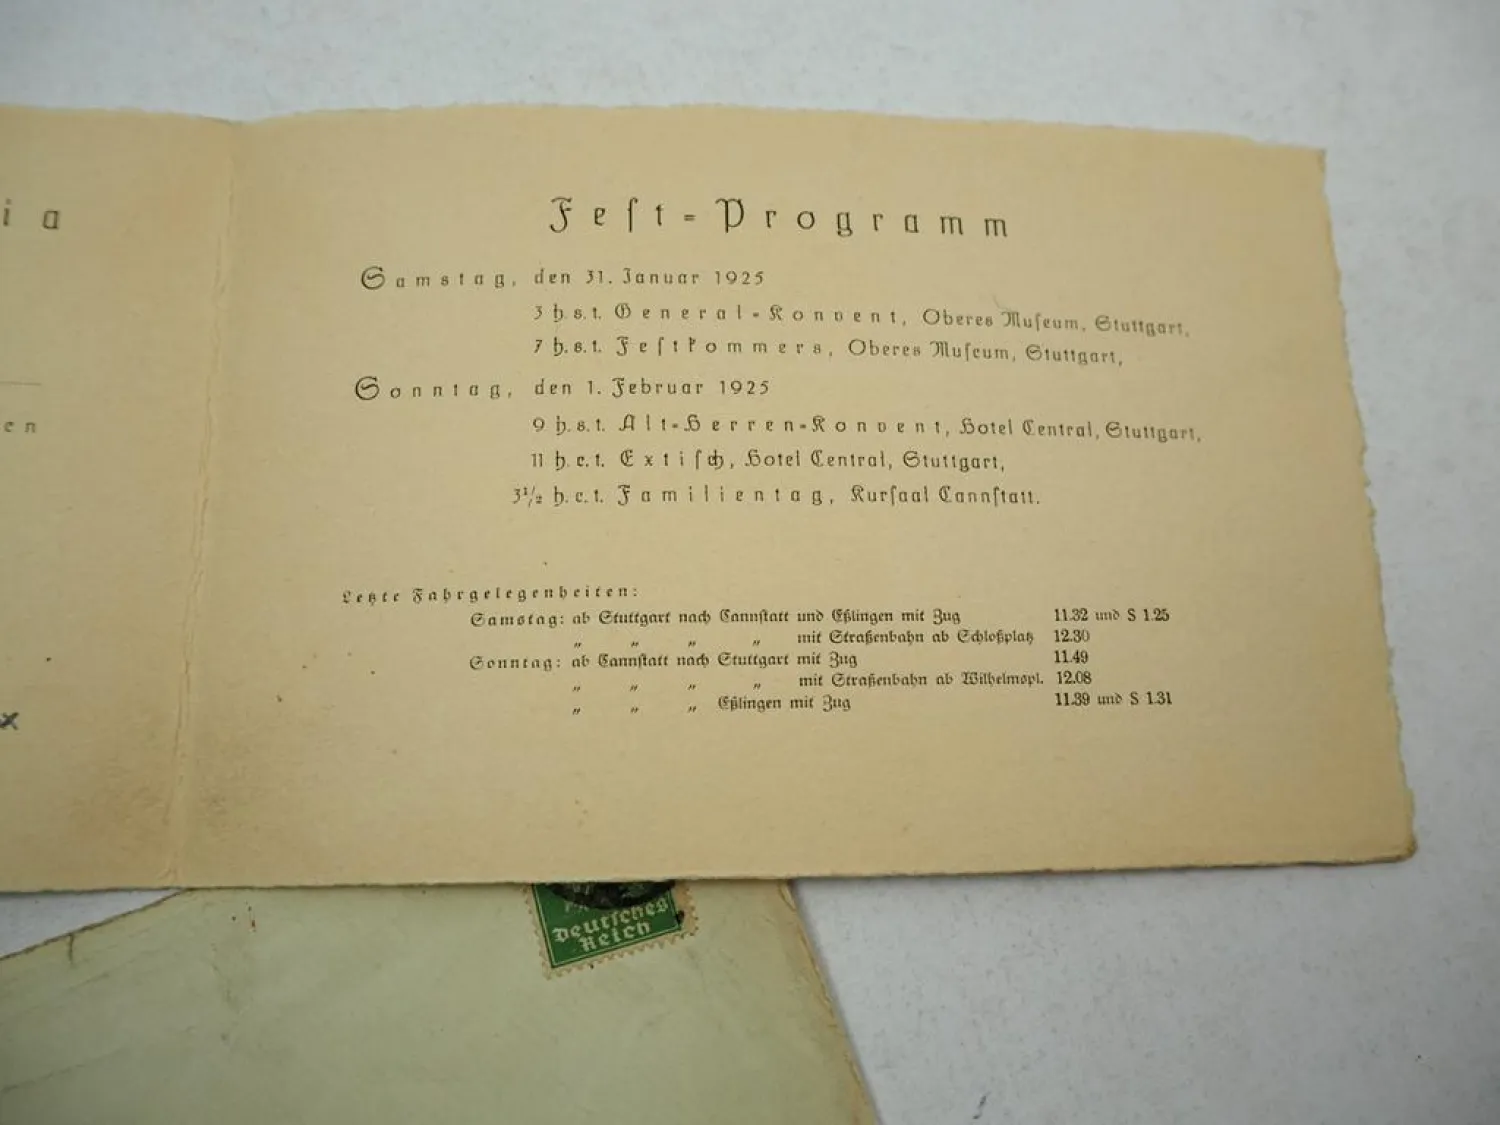 ia
en
x
Feſt-Programm
Samstag, den 31. Januar 1925
3 h. s. t. General-Konvent, Oberes Muſeum, Stuttgart,
7 h. s. t. Feſtkommers, Oberes Muſeum, Stuttgart,
Sonntag, den 1. Februar 1925
9 h. s. t. Alt-Herren-Konvent, Hotel Central, Stuttgart,
11 h. c. t. Extiſch, Hotel Central, Stuttgart,
3½ h. c. t. Familientag, Kurſaal Cannſtatt.
Letzte Fahrgelegenheiten:
Samstag: ab Stuttgart nach Cannſtatt und Eßlingen mit Zug 11.32 und S 1.25
„ „ „ „ mit Straßenbahn ab Schloßplatz 12.30
Sonntag: ab Cannſtatt nach Stuttgart mit Zug 11.49
„ „ „ „ mit Straßenbahn ab Wilhelmspl. 12.08
„ „ „ Eßlingen mit Zug 11.39 und S 1.31
Deutſches
Reich